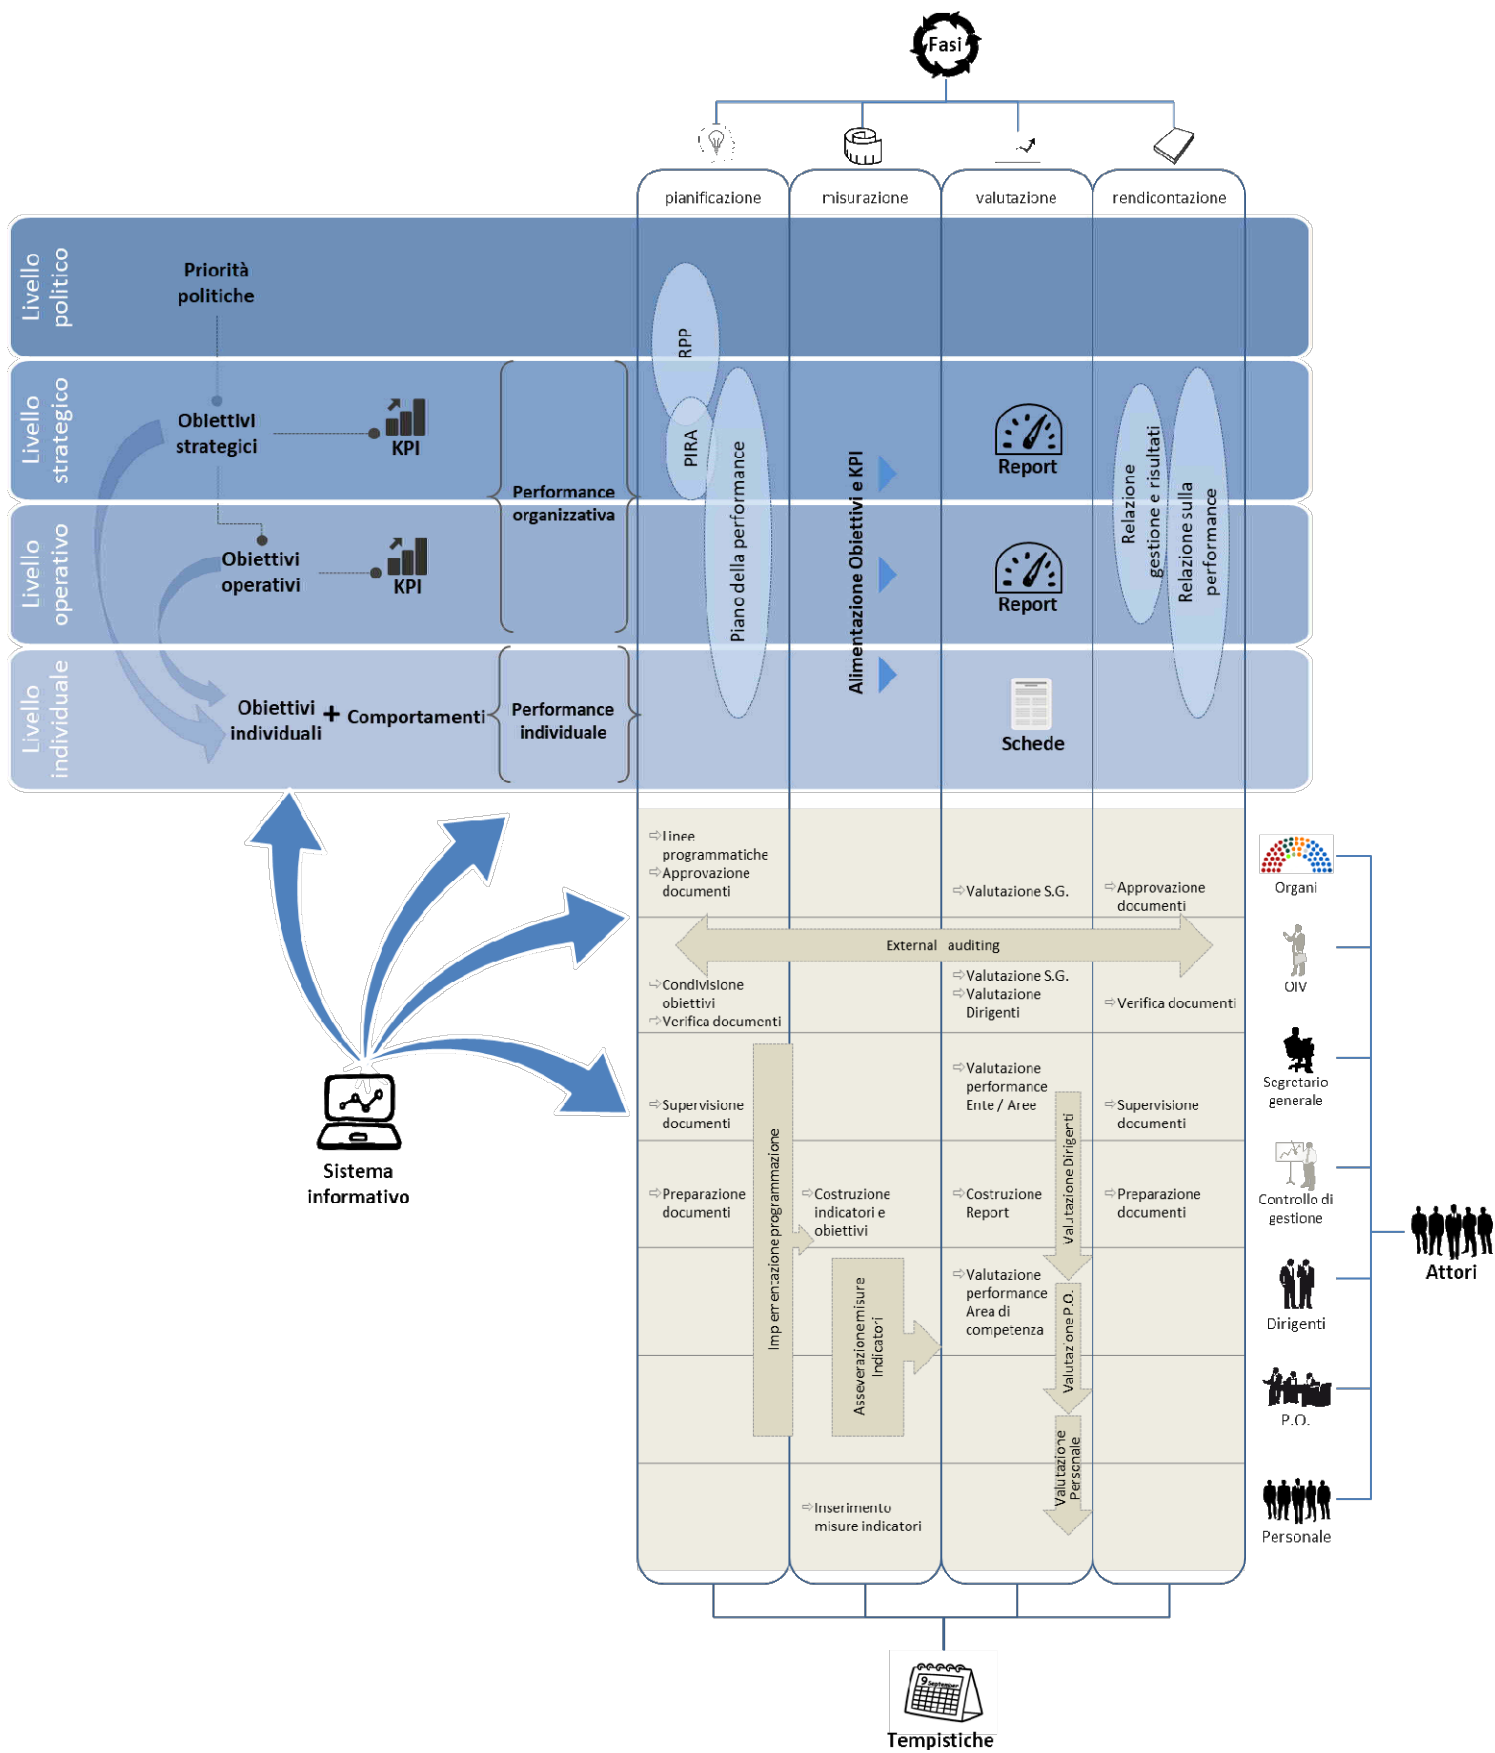 Fasi
pianificazione
misurazione
valutazione
rendicontazione
Livello
politico
Priorità
politiche
RPP
Livello
strategico
Obiettivi
strategici
KPI
PIRA
Report
Performance
organizzativa
Piano della performance
Alimentazione Obiettivi e KPI
Relazione
gestione e risultati
Relazione sulla
performance
Livello
operativo
Obiettivi
operativi
KPI
Report
Livello
individuale
Obiettivi
individuali
+
Comportamenti
Performance
individuale
Schede
Linee
programmatiche
Approvazione
documenti
Valutazione S.G.
Approvazione
documenti
Organi
External auditing
Condivisione
obiettivi
Verifica documenti
Valutazione S.G.
Valutazione
Dirigenti
Verifica documenti
OIV
Supervisione
documenti
Valutazione
performance
Ente / Aree
Supervisione
documenti
Segretario
generale
Sistema
informativo
Preparazione
documenti
Implementazione programmazione
Costruzione
indicatori e
obiettivi
Costruzione
Report
Valutazione Dirigenti
Preparazione
documenti
Controllo di
gestione
Asseverazione misure
Indicatori
Valutazione
performance
Area di
competenza
Valutazione P.O.
Dirigenti
Attori
P.O.
Valutazione
Personale
Inserimento
misure indicatori
Personale
9 September
Tempistiche